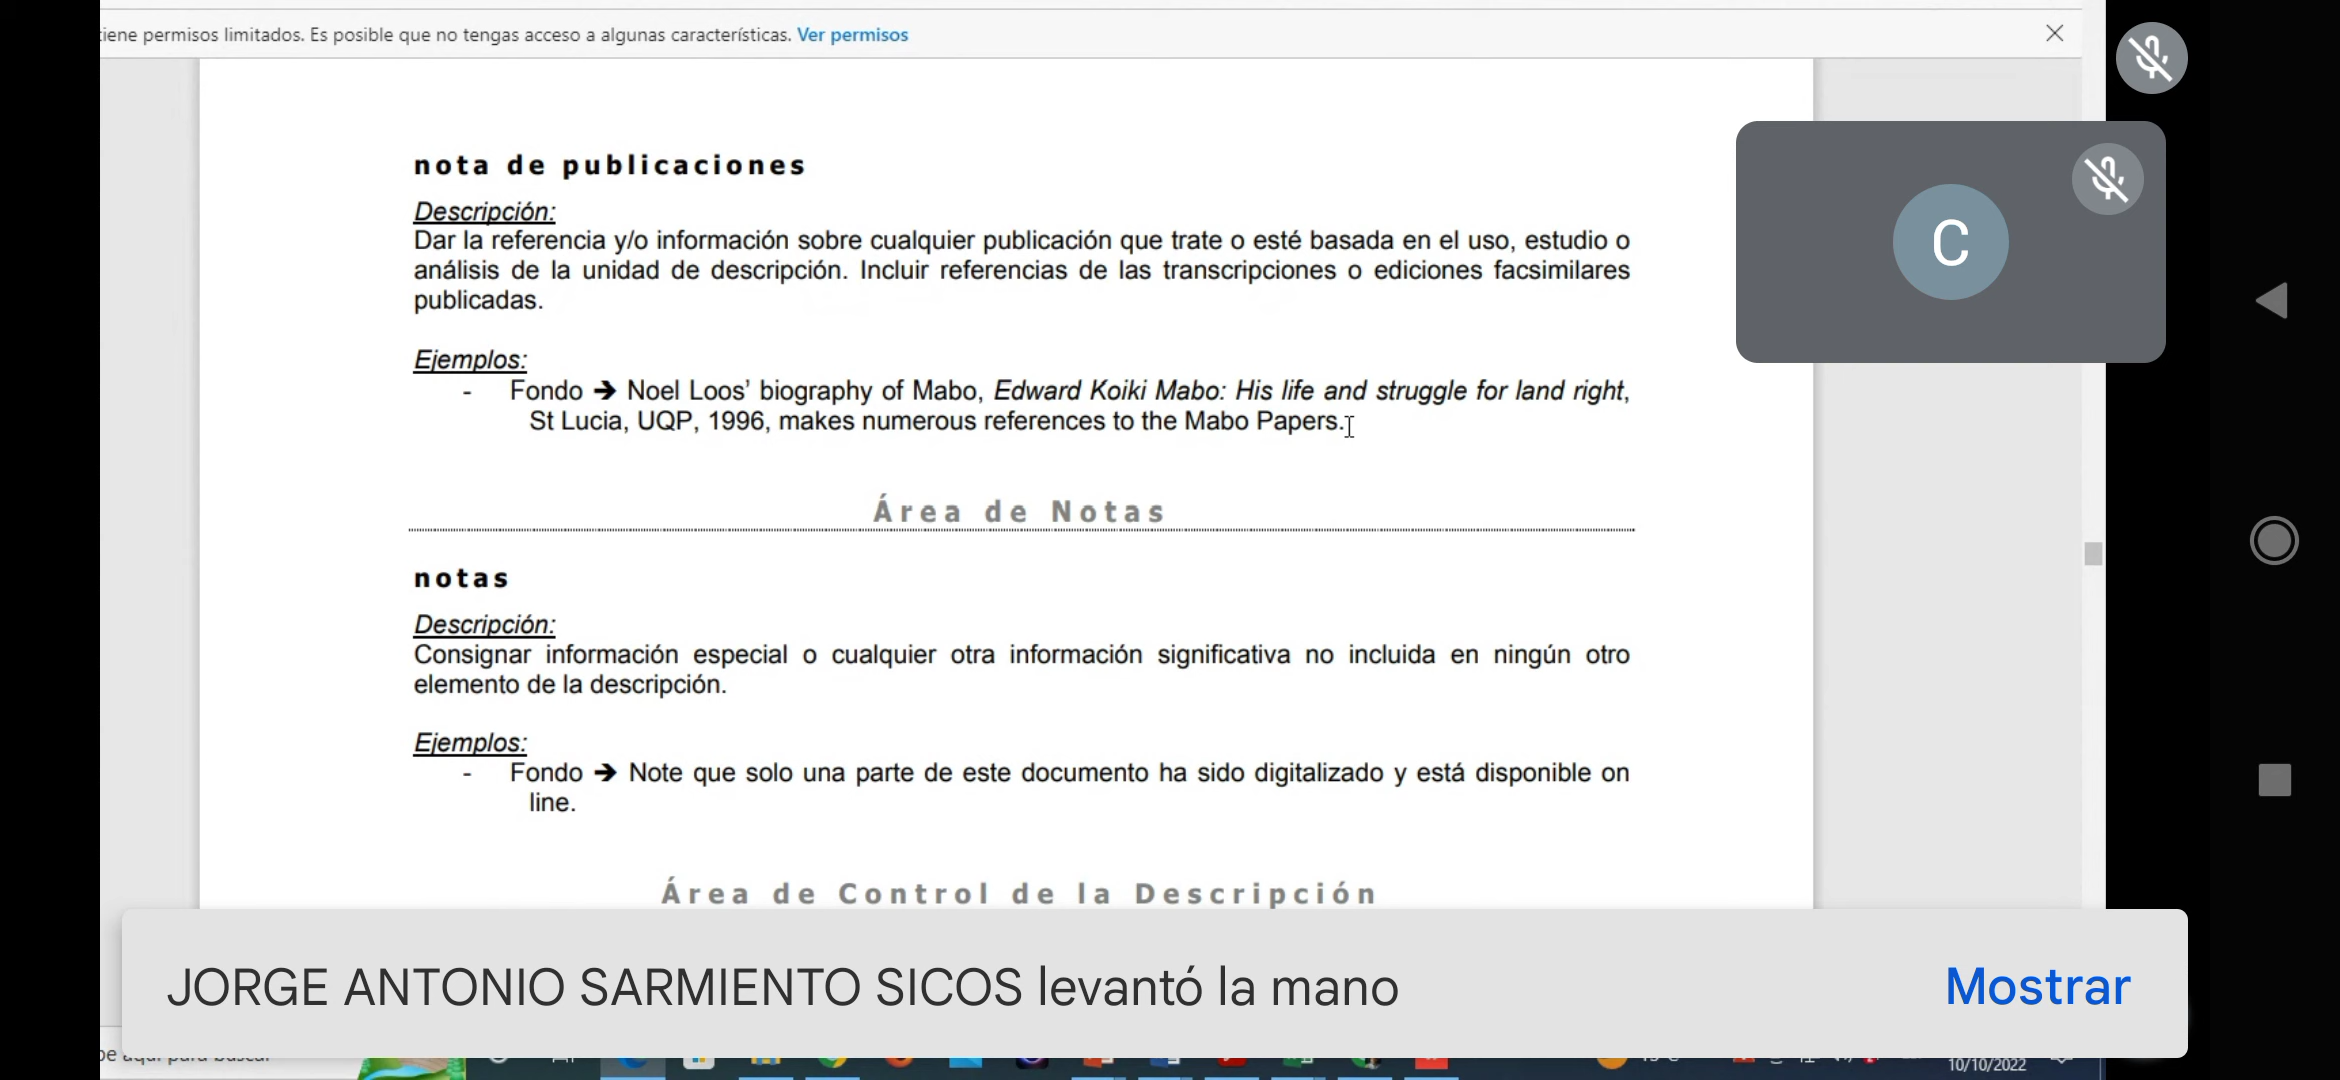 tiene permisos limitados. Es posible que no tengas acceso a algunas características. Ver permisos
nota de publicaciones
Descripción:
Dar la referencia y/o información sobre cualquier publicación que trate o esté basada en el uso, estudio o
análisis de la unidad de descripción. Incluir referencias de las transcripciones o ediciones facsimilares
publicadas.
Ejemplos:
- Fondo ➔ Noel Loos’ biography of Mabo, Edward Koiki Mabo: His life and struggle for land right,
St Lucia, UQP, 1996, makes numerous references to the Mabo Papers.
C
Área de Notas
notas
Descripción:
Consignar información especial o cualquier otra información significativa no incluida en ningún otro
elemento de la descripción.
Ejemplos:
- Fondo ➔ Note que solo una parte de este documento ha sido digitalizado y está disponible on
line.
Área de Control de la Descripción
JORGE ANTONIO SARMIENTO SICOS levantó la mano
Mostrar
10/10/2022